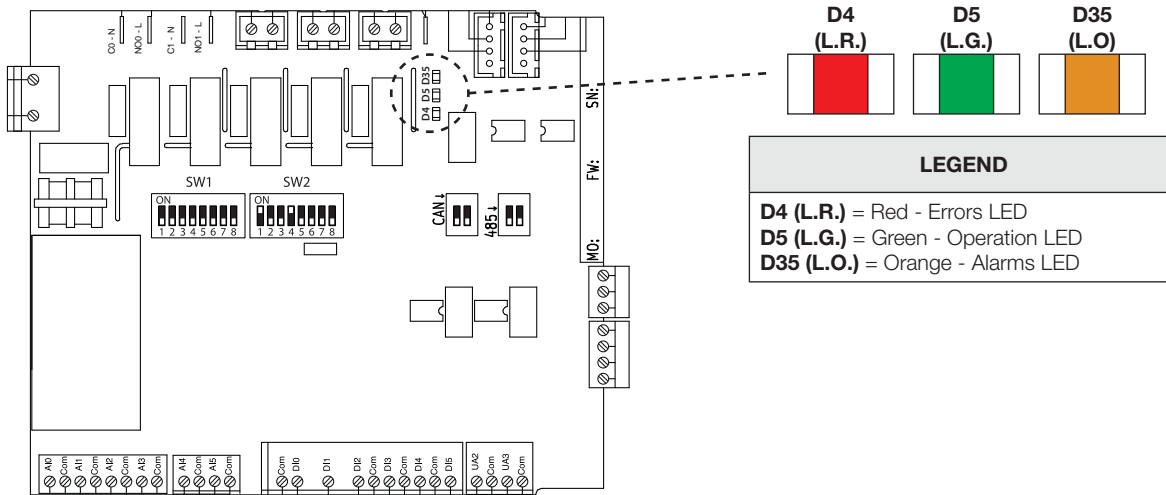 C0 - N
NO0 - L
C1 - N
NO1 - L
D35
D5
D4
SW1
SW2
ON
1 2 3 4 5 6 7 8
ON
1 2 3 4 5 6 7 8
CAN↓
485↓
SN:
FW:
MO:
AI0
Com
AI1
Com
AI2
Com
AI3
Com
AI4
Com
AI5
Com
Com
DI0
DI1
DI2
Com
DI3
Com
DI4
Com
DI5
UA2
Com
UA3
Com
D4
(L.R.)
D5
(L.G.)
D35
(L.O)
LEGEND
D4 (L.R.) = Red - Errors LED
D5 (L.G.) = Green - Operation LED
D35 (L.O.) = Orange - Alarms LED